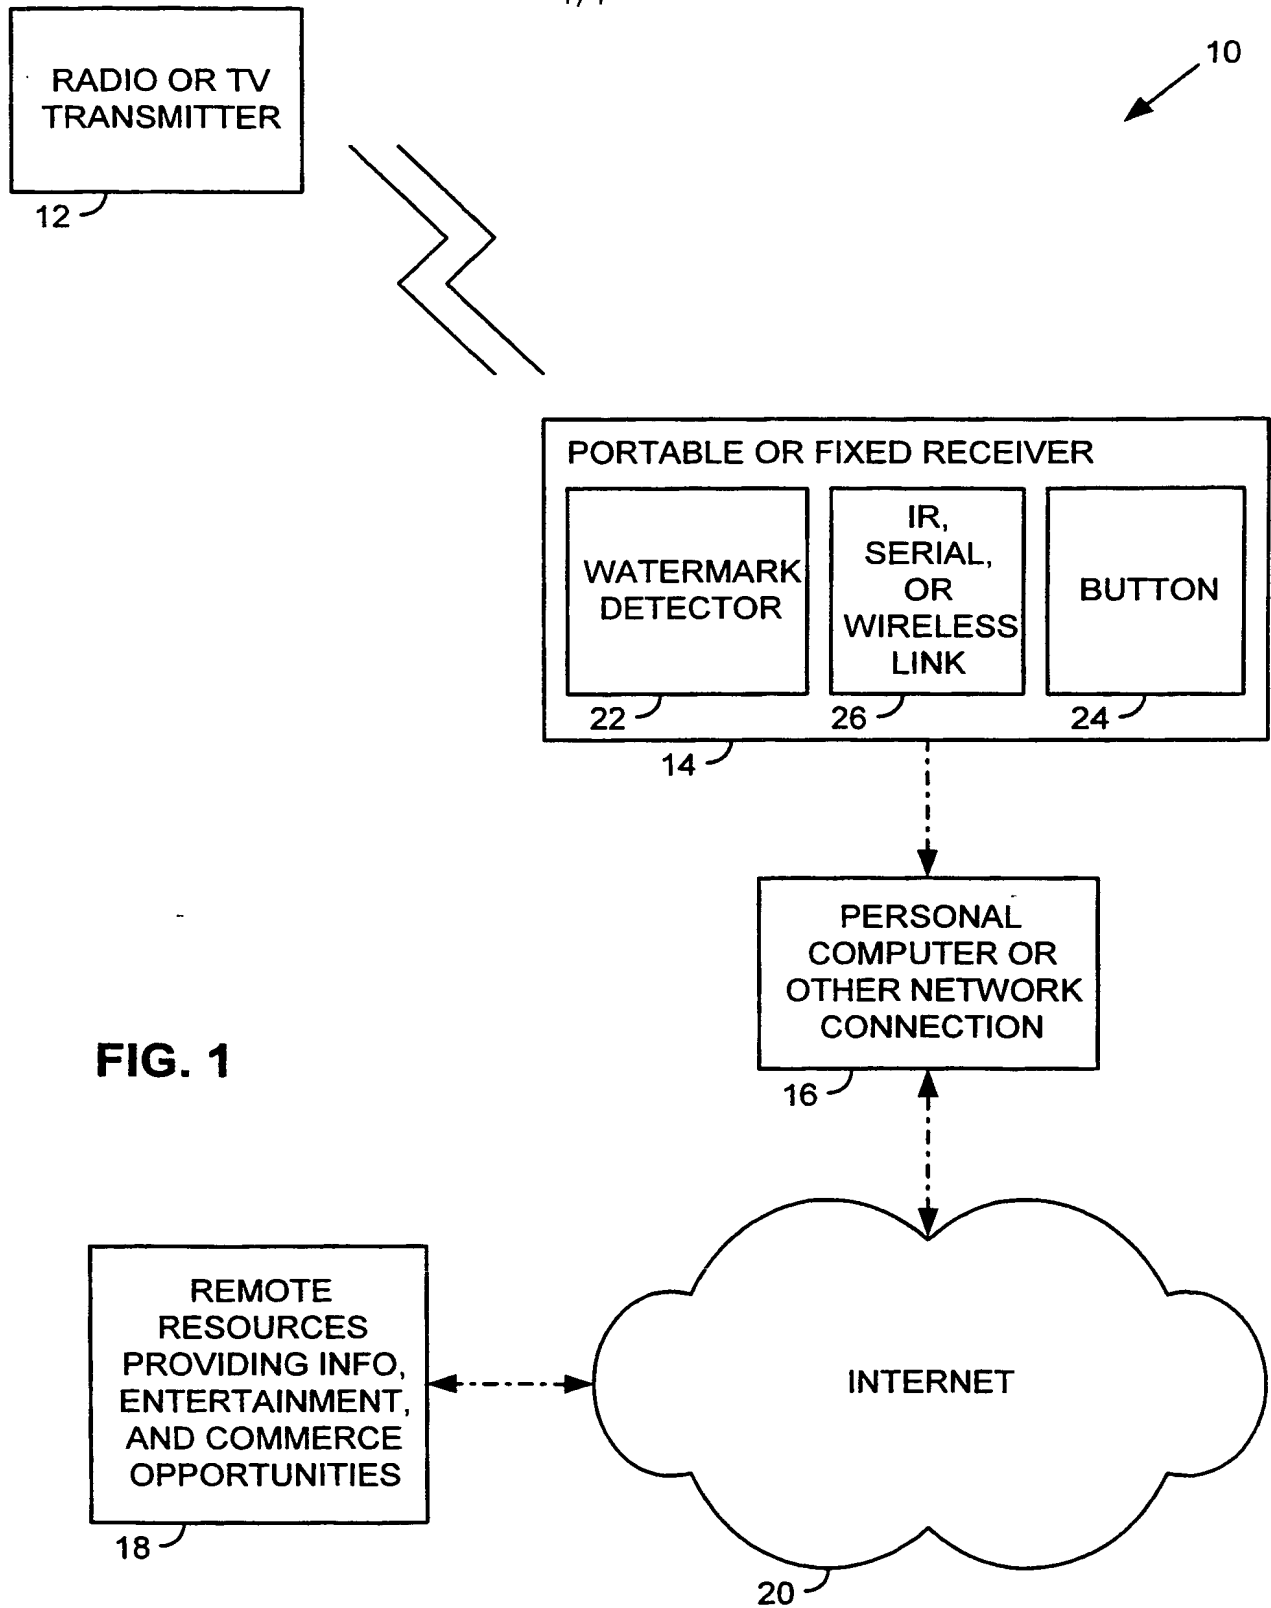 10
RADIO OR TV
TRANSMITTER
12
PORTABLE OR FIXED RECEIVER
WATERMARK
DETECTOR
22
IR,
SERIAL,
OR
WIRELESS
LINK
26
BUTTON
24
14
PERSONAL
COMPUTER OR
OTHER NETWORK
CONNECTION
16
FIG. 1
REMOTE
RESOURCES
PROVIDING INFO,
ENTERTAINMENT,
AND COMMERCE
OPPORTUNITIES
18
INTERNET
20